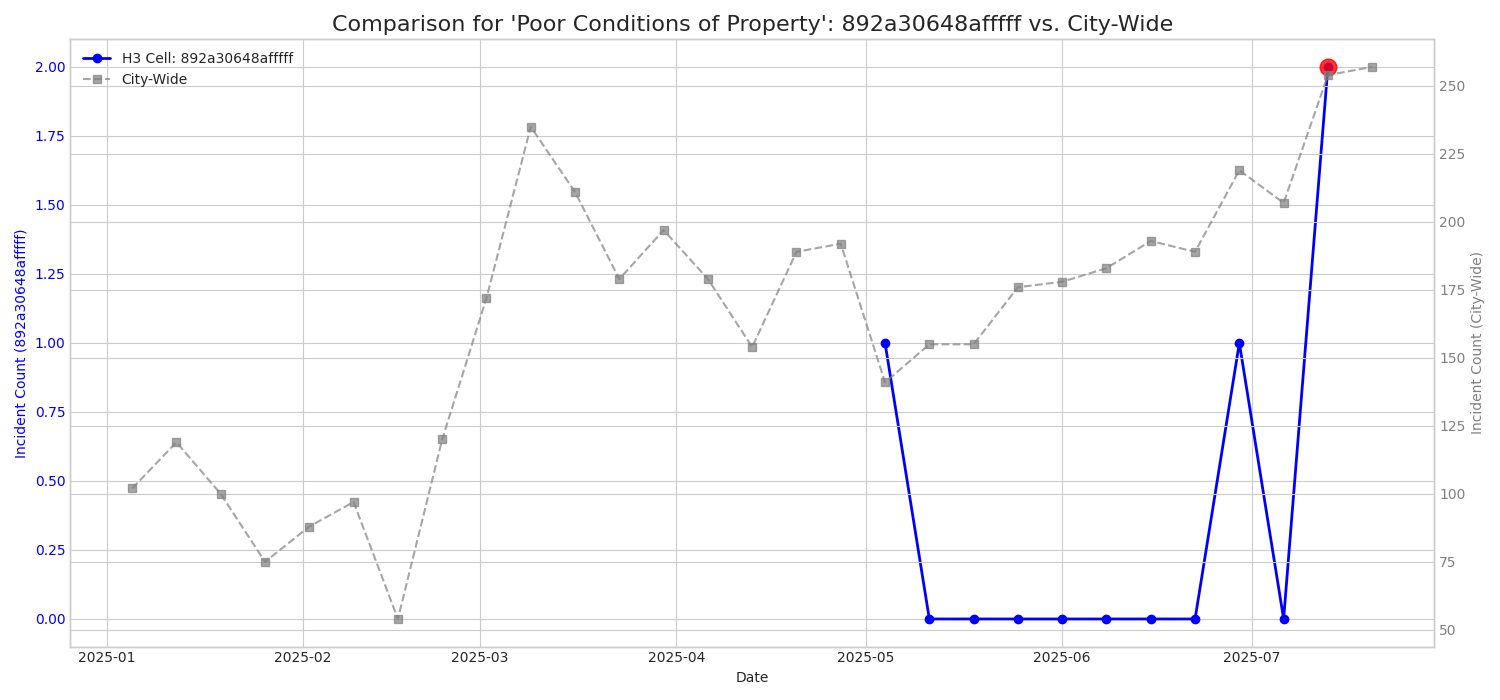 Comparison for 'Poor Conditions of Property': 892a30648afffff vs. City-Wide
H3 Cell: 892a30648afffff
City-Wide
Incident Count (892a30648afffff)
2.00
1.75
1.50
1.25
1.00
0.75
0.50
0.25
0.00
250
225
200
175
150
125
100
75
50
Incident Count (City-Wide)
2025-01 2025-02 2025-03 2025-04 2025-05 2025-06 2025-07
Date